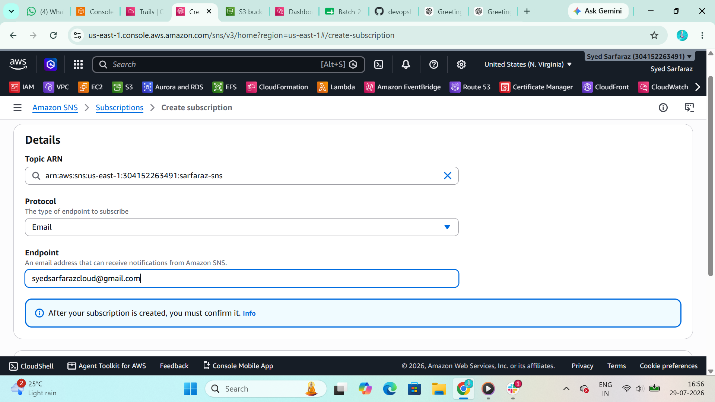 (4) Wha
Console
Trails | C
Cre
S3 buck
Dashbo
Batch 2
devopsl
Greetin
Greetin
Ask Gemini
us-east-1.console.aws.amazon.com/sns/v3/home?region=us-east-1#/create-subscription
aws
Search
[Alt+S]
United States (N. Virginia)
Syed Sarfaraz (304152263491)
Syed Sarfaraz
IAM
VPC
EC2
S3
Aurora and RDS
EFS
CloudFormation
Lambda
Amazon EventBridge
Route 53
Certificate Manager
CloudFront
CloudWatch
Amazon SNS
Subscriptions
Create subscription
Details
Topic ARN
arn:aws:sns:us-east-1:304152263491:sarfaraz-sns
Protocol
The type of endpoint to subscribe
Email
Endpoint
An email address that can receive notifications from Amazon SNS.
syedsarfarazcloud@gmail.com
After your subscription is created, you must confirm it. Info
CloudShell
Agent Toolkit for AWS
Feedback
Console Mobile App
© 2026, Amazon Web Services, Inc. or its affiliates.
Privacy
Terms
Cookie preferences
2
25°C
Light rain
Search
ENG
IN
16:56
29-07-2026